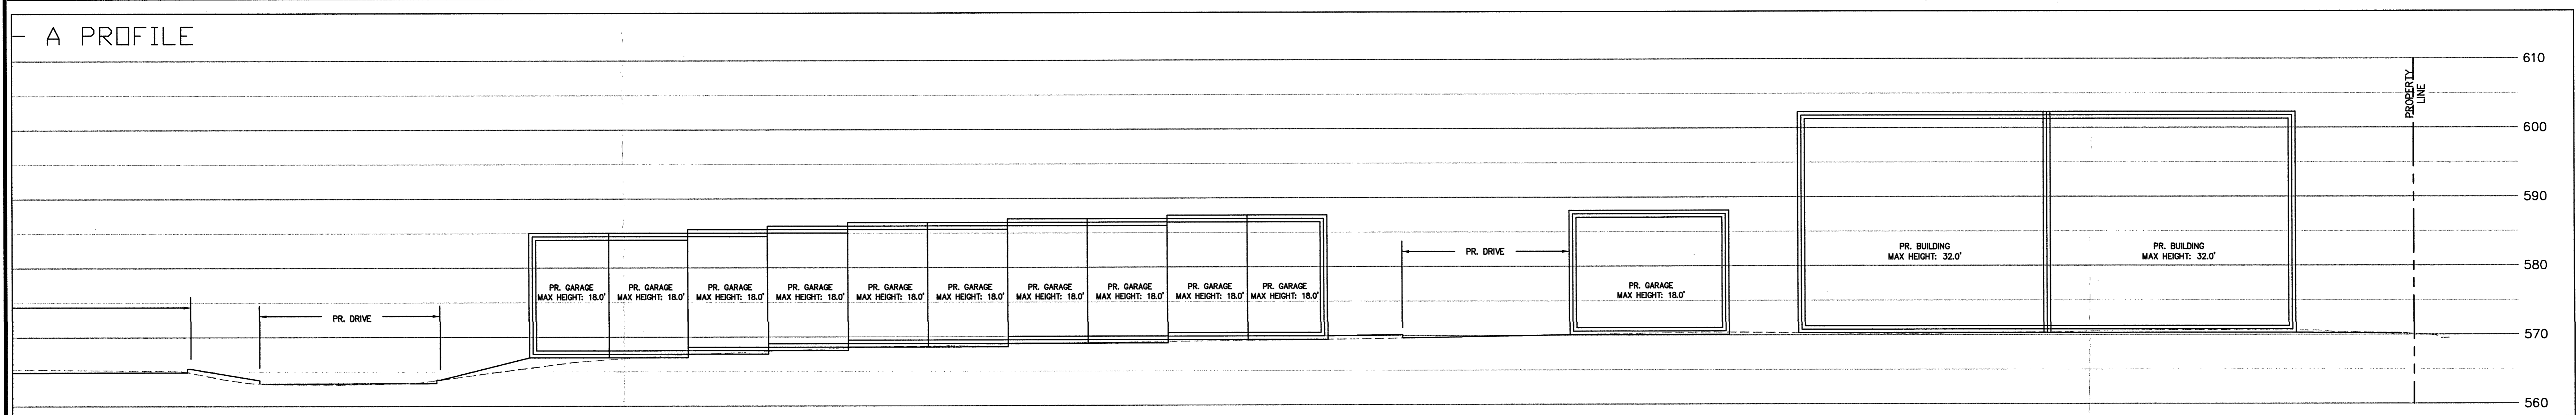 - A PROFILE
610
PROPERTY
LINE
600
590
PR. BUILDING
MAX HEIGHT: 32.0'
PR. BUILDING
MAX HEIGHT: 32.0'
PR. DRIVE
580
PR. GARAGE
MAX HEIGHT: 18.0'
PR. GARAGE
MAX HEIGHT: 18.0'
PR. GARAGE
MAX HEIGHT: 18.0'
PR. GARAGE
MAX HEIGHT: 18.0'
PR. GARAGE
MAX HEIGHT: 18.0'
PR. GARAGE
MAX HEIGHT: 18.0'
PR. GARAGE
MAX HEIGHT: 18.0'
PR. GARAGE
MAX HEIGHT: 18.0'
PR. GARAGE
MAX HEIGHT: 18.0'
PR. GARAGE
MAX HEIGHT: 18.0'
PR. GARAGE
MAX HEIGHT: 18.0'
PR. DRIVE
570
560